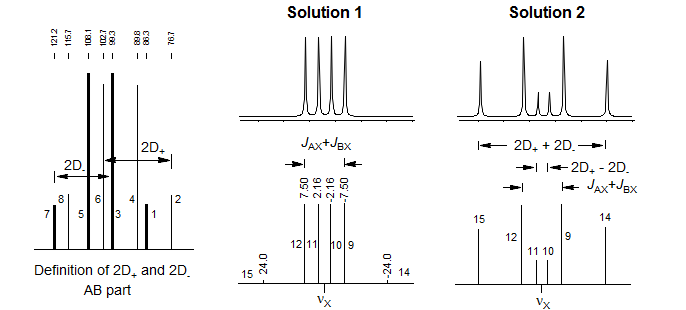 Solution 1
Solution 2
121.2
115.7
108.1
102.7
99.3
89.8
86.3
76.7
2D-
2D+
7
8
5
6
3
4
1
2
Definition of 2D+ and 2D-
AB part
JAX+JBX
7.50
2.16
-2.16
-7.50
12
11
10
9
15
24.0
-24.0
14
νX
2D+ + 2D-
2D+ - 2D-
JAX+JBX
15
12
11
10
9
14
νX